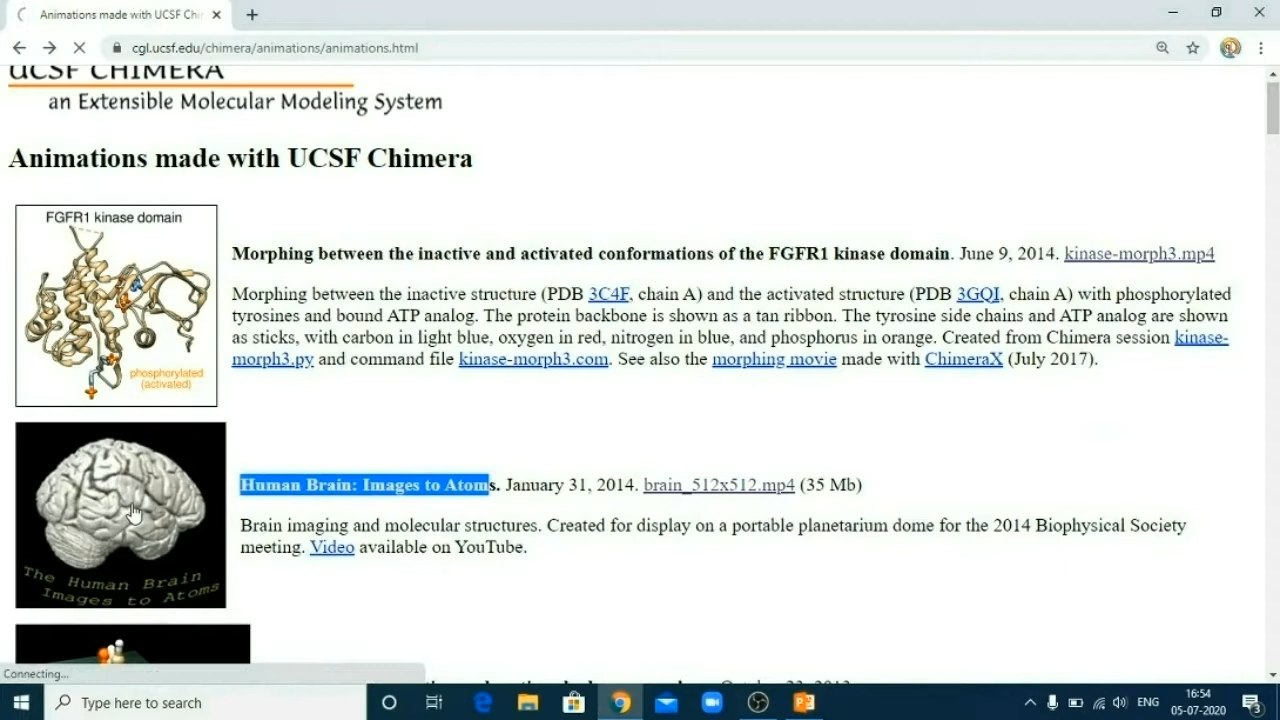 Animations made with UCSF Chi
cgl.ucsf.edu/chimera/animations/animations.html
UCSF CHIMERA
an Extensible Molecular Modeling System
Animations made with UCSF Chimera
FGFR1 kinase domain
phosphorylated
(activated)
Morphing between the inactive and activated conformations of the FGFR1 kinase domain. June 9, 2014. kinase-morph3.mp4
Morphing between the inactive structure (PDB 3C4F, chain A) and the activated structure (PDB 3GQI, chain A) with phosphorylated
tyrosines and bound ATP analog. The protein backbone is shown as a tan ribbon. The tyrosine side chains and ATP analog are shown
as sticks, with carbon in light blue, oxygen in red, nitrogen in blue, and phosphorus in orange. Created from Chimera session kinase-
morph3.py and command file kinase-morph3.com. See also the morphing movie made with ChimeraX (July 2017).
The Human Brain
Images to Atoms
Human Brain: Images to Atoms. January 31, 2014. brain_512x512.mp4 (35 Mb)
Brain imaging and molecular structures. Created for display on a portable planetarium dome for the 2014 Biophysical Society
meeting. Video available on YouTube.
Connecting...
Type here to search
ENG
16:54
05-07-2020
3